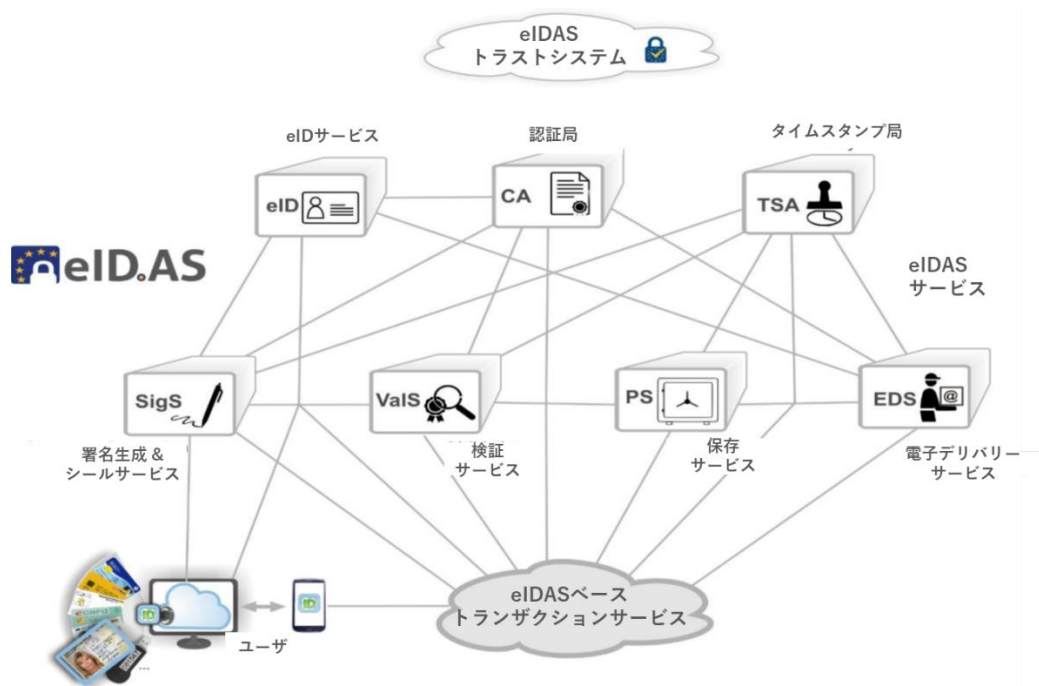 eIDAS
トラストシステム
eIDサービス
認証局
タイムスタンプ局
eID
CA
TSA
eID.AS
eIDAS
サービス
SigS
ValS
PS
EDS
@
署名生成 &
シールサービス
検証
サービス
保存
サービス
電子デリバリー
サービス
eIDASベース
トランザクションサービス
ID
ID
ユーザ
...